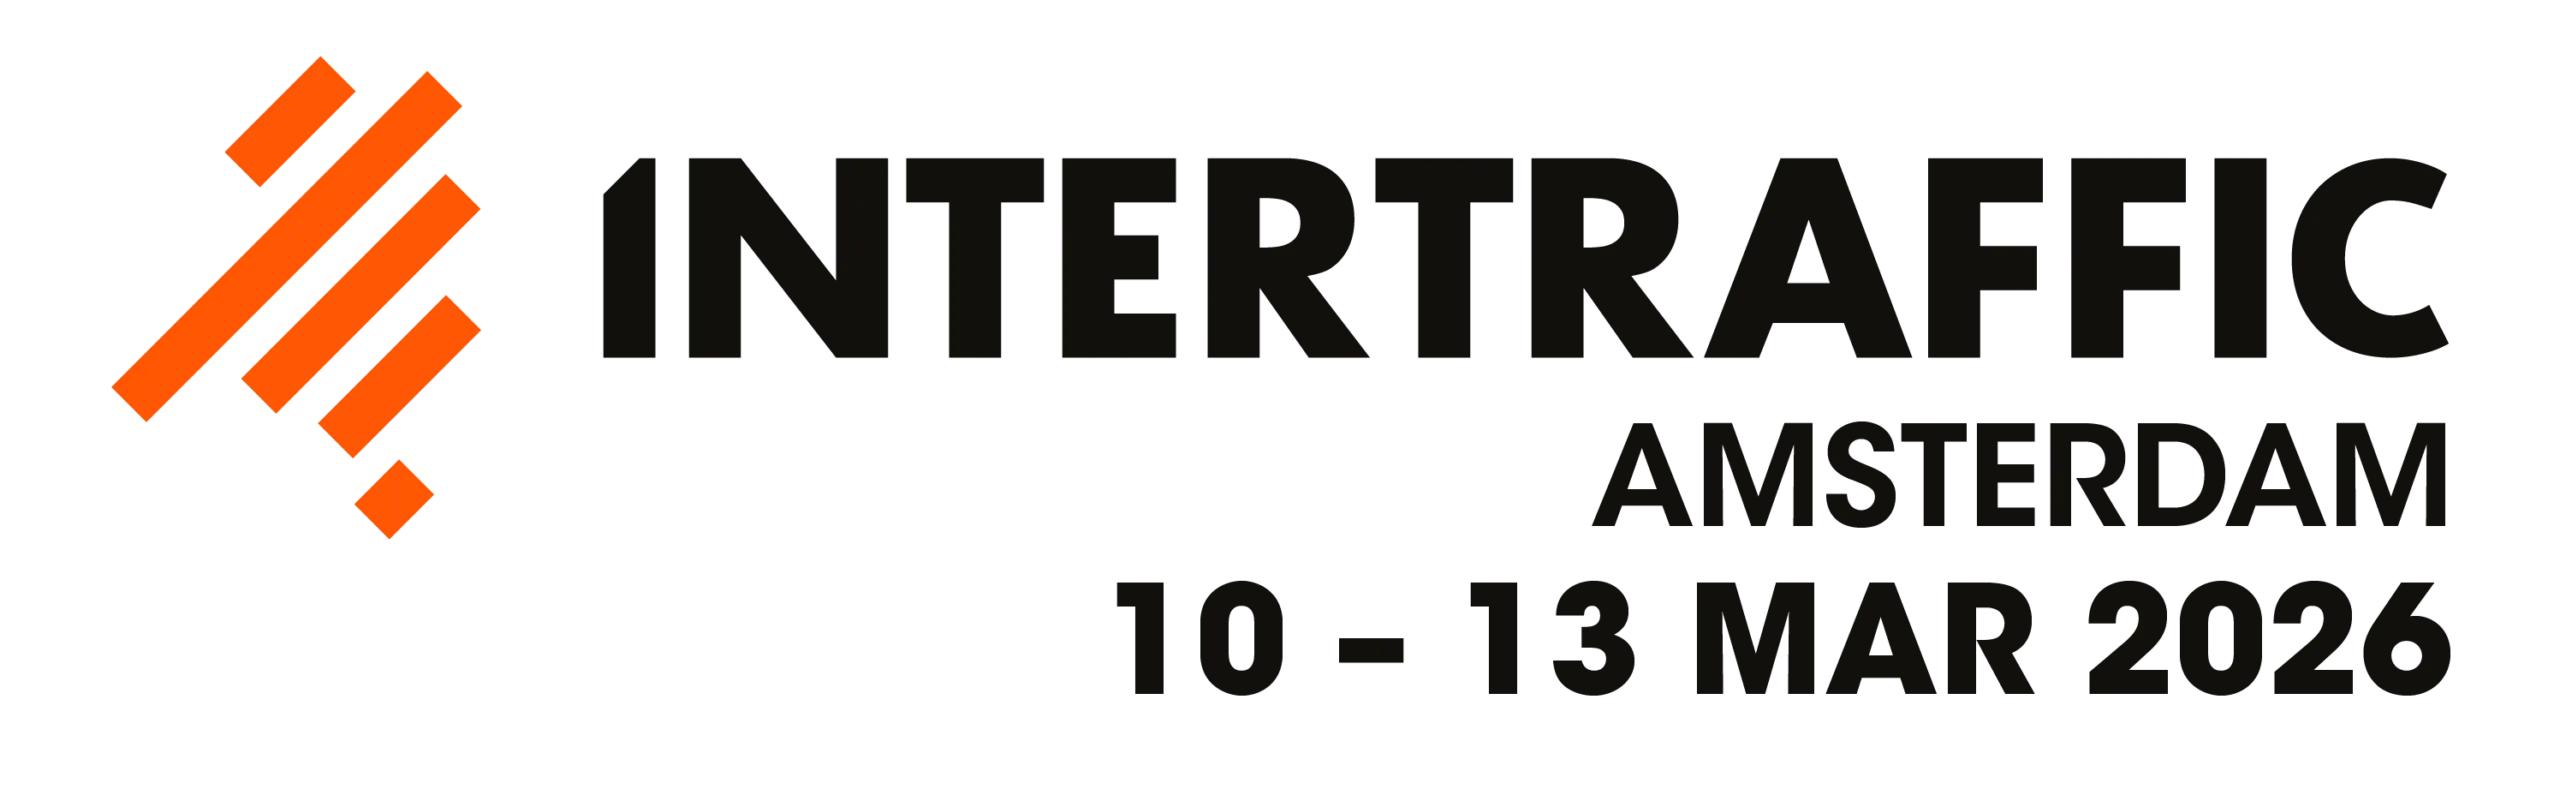 INTERTRAFFIC
AMSTERDAM
10 – 13 MAR 2026